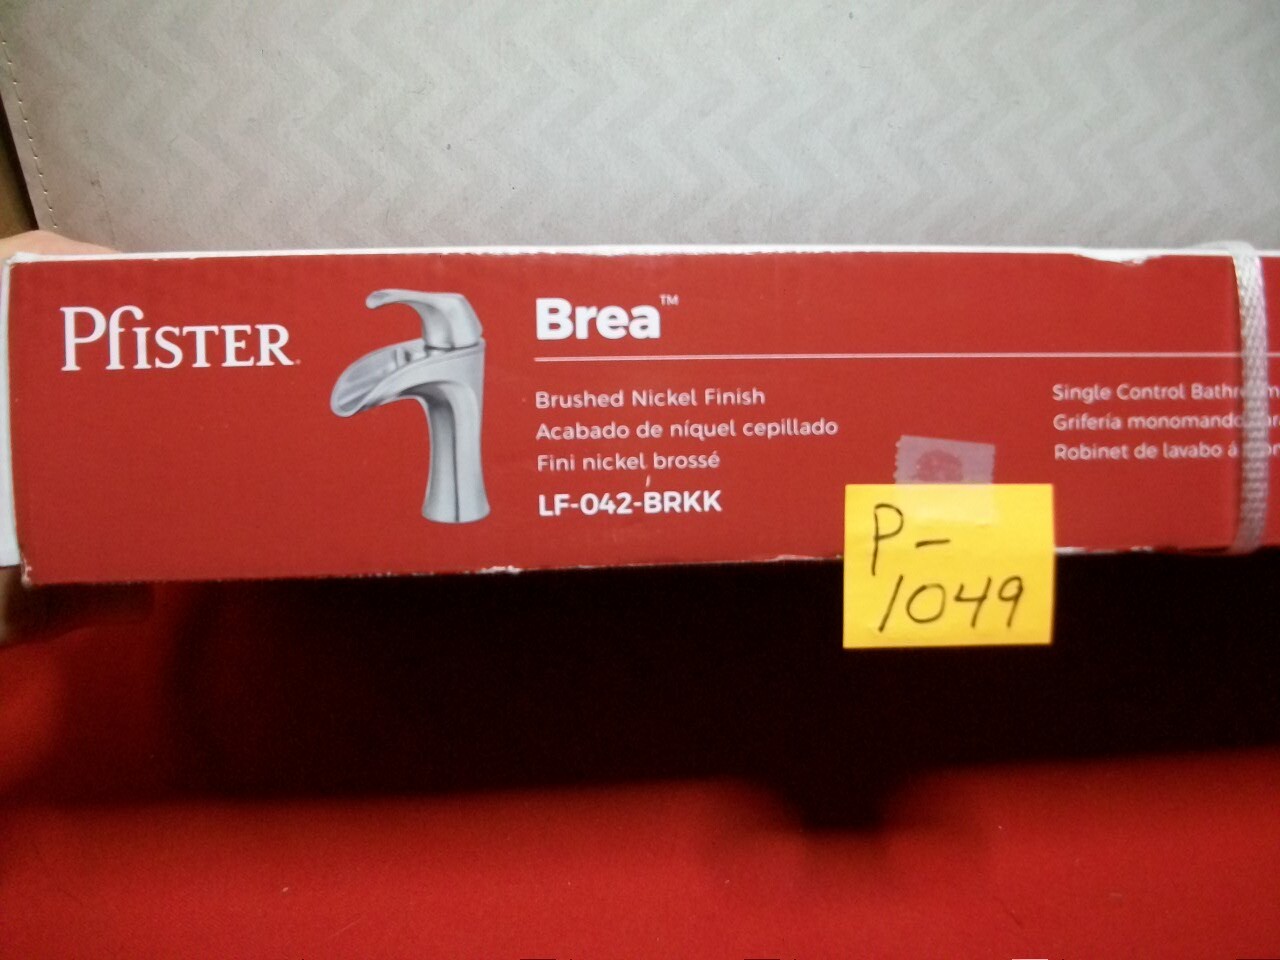 Pfister
Brea™
Brushed Nickel Finish
Acabado de níquel cepillado
Fini nickel brossé
LF-042-BRKK
Single Control
Grifería monomando
Robinet de lavabo á
P-
1049